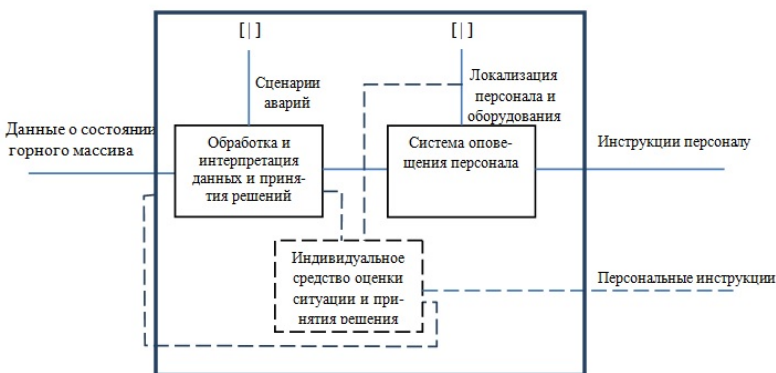 [|]
[|]
Сценарии
аварий
Локализация
персонала и
оборудования
Данные о состоянии
горного массива
Обработка и
интерпретация
данных и приня-
тия решений
Система опове-
щения персонала
Инструкции персоналу
Индивидуальное
средство оценки
ситуации и при-
нятия решения
Персональные инструкции